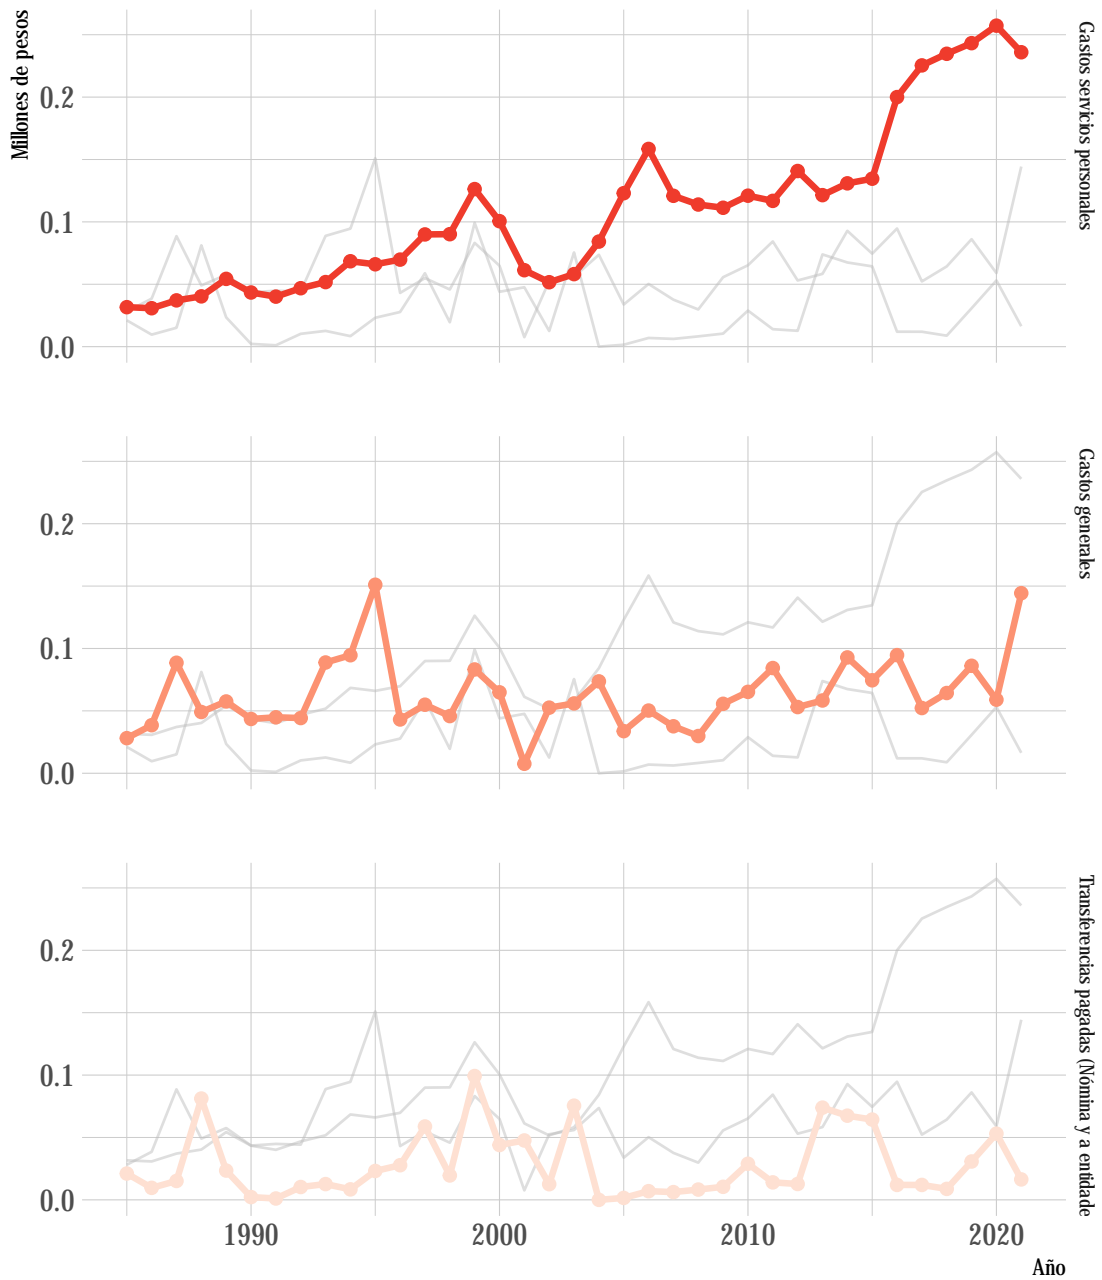 Millones de pesos
0.2
0.1
0.0
Gastos servicios personales
0.2
0.1
0.0
Gastos generales
0.2
0.1
0.0
Transferencias pagadas (Nómina y a entidade
1990 2000 2010 2020
Año